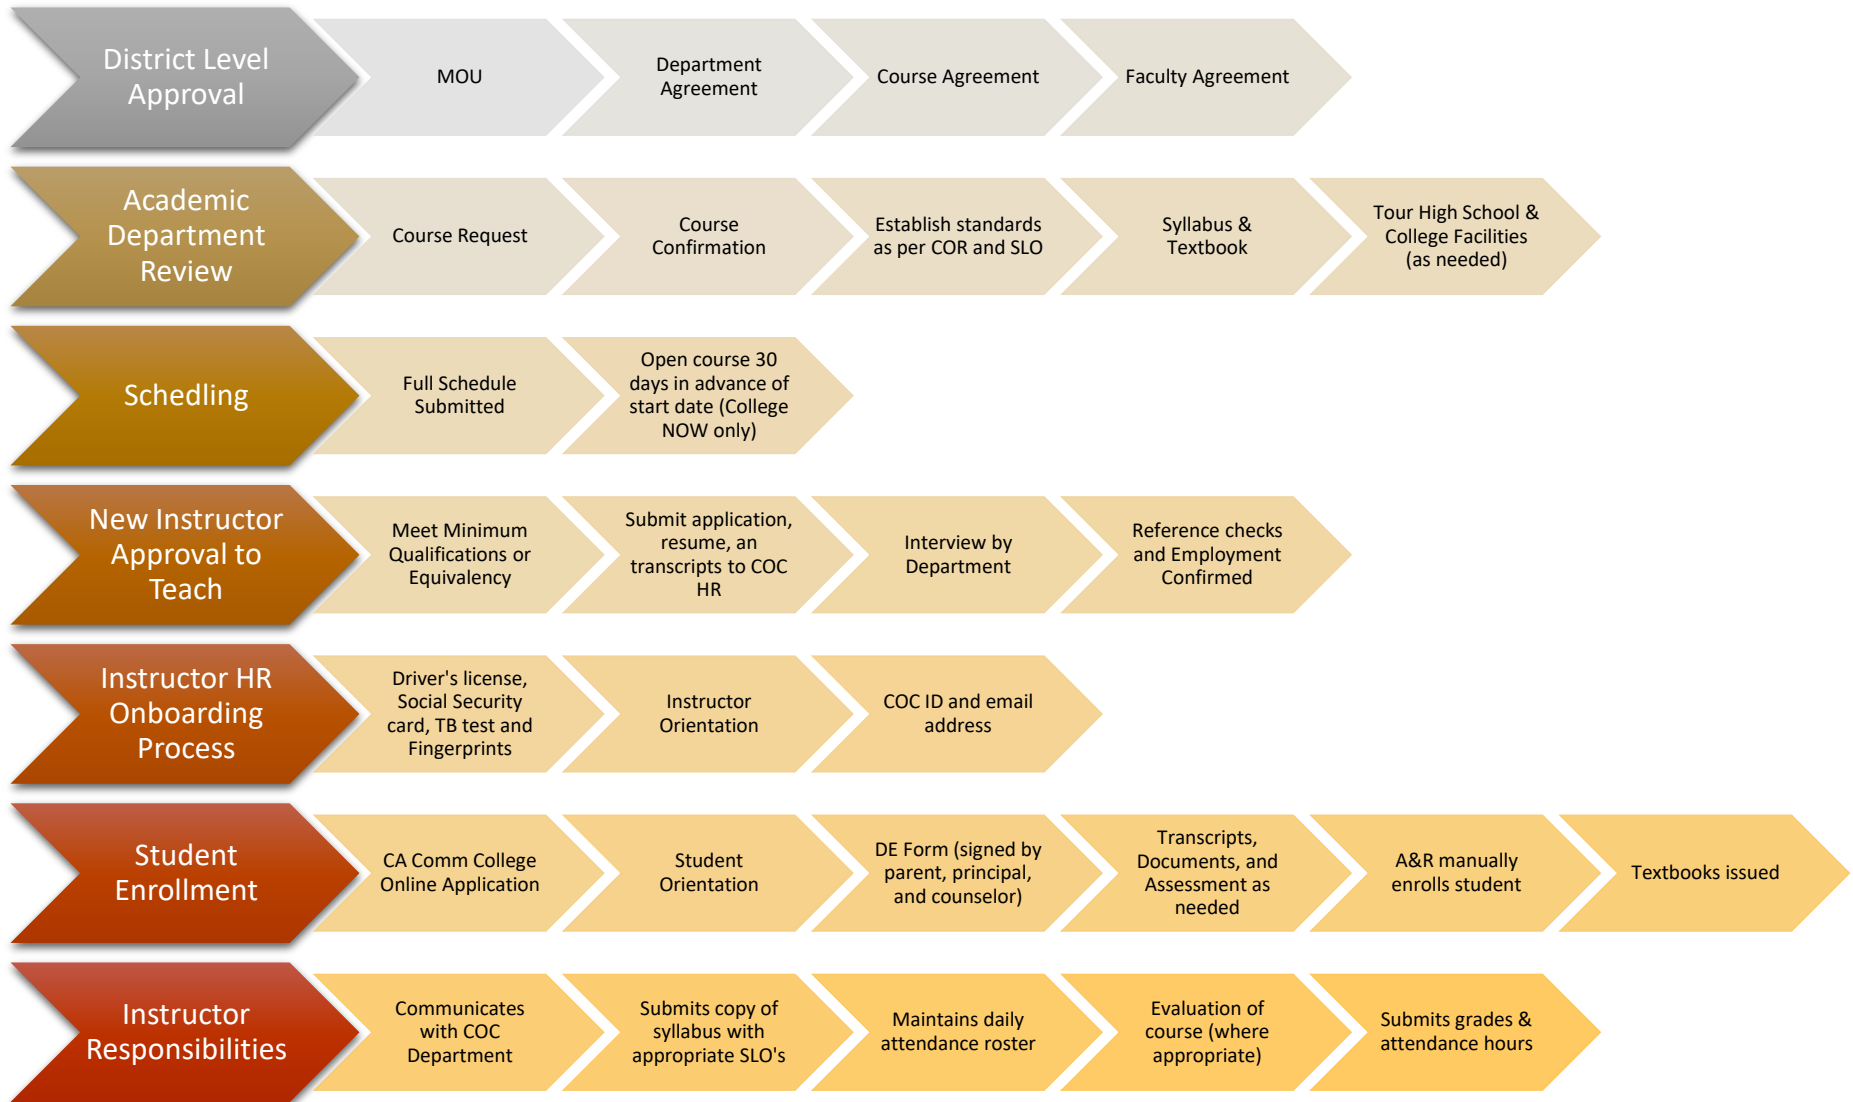 District Level
Approval
MOU
Department
Agreement
Course Agreement
Faculty Agreement
Academic
Department
Review
Course Request
Course
Confirmation
Establish standards
as per COR and SLO
Syllabus &
Textbook
Tour High School &
College Facilities
(as needed)
Schedling
Full Schedule
Submitted
Open course 30
days in advance of
start date (College
NOW only)
New Instructor
Approval to
Teach
Meet Minimum
Qualifications or
Equivalency
Submit application,
resume, an
transcripts to COC
HR
Interview by
Department
Reference checks
and Employment
Confirmed
Instructor HR
Onboarding
Process
Driver's license,
Social Security
card, TB test and
Fingerprints
Instructor
Orientation
COC ID and email
address
Student
Enrollment
CA Comm College
Online Application
Student
Orientation
DE Form (signed by
parent, principal,
and counselor)
Transcripts,
Documents, and
Assessment as
needed
A&R manually
enrolls student
Textbooks issued
Instructor
Responsibilities
Communicates
with COC
Department
Submits copy of
syllabus with
appropriate SLO's
Maintains daily
attendance roster
Evaluation of
course (where
appropriate)
Submits grades &
attendance hours